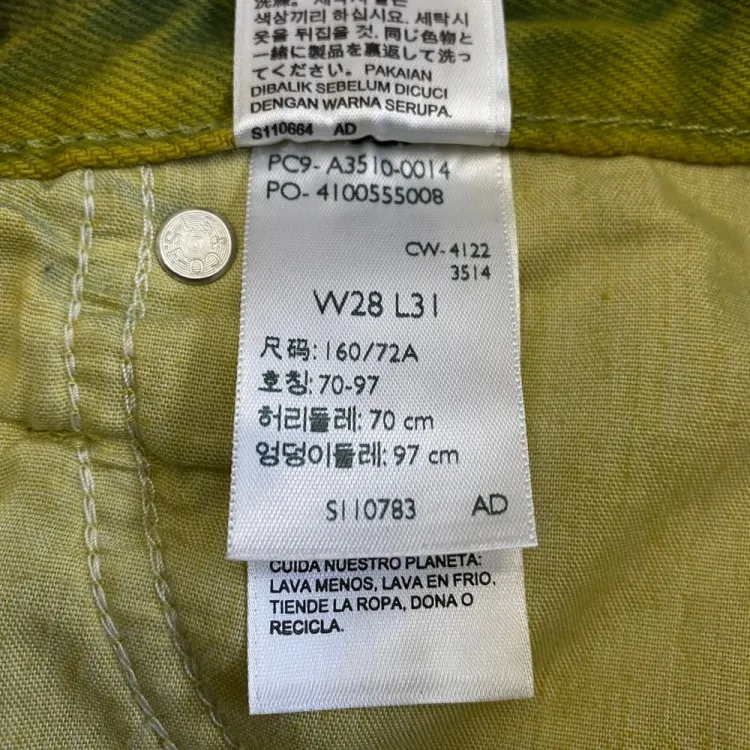 색상끼리 하십시요. 세탁시
옷을 뒤집을 것. 同じ色物と
一緒に製品を裏返して洗っ
てください。PAKAIAN
DIBALIK SEBELUM DICUCI
DENGAN WARNA SERUPA.
S110664 AD
PC9- A3510-0014
PO- 4100555008
CW- 4122
3514
W28 L31
尺码: 160/72A
호칭: 70-97
허리둘레: 70 cm
엉덩이둘레: 97 cm
S110783 AD
CUIDA NUESTRO PLANETA:
LAVA MENOS, LAVA EN FRIO,
TIENDE LA ROPA, DONA O
RECICLA.